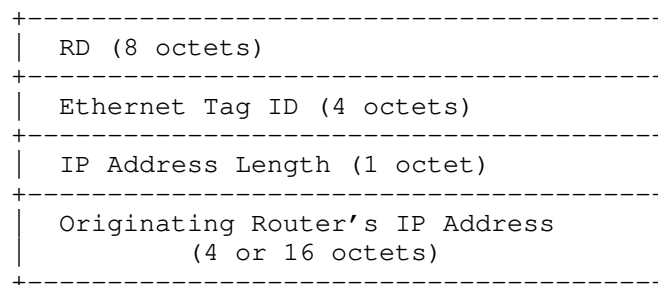 RD (8 octets)
Ethernet Tag ID (4 octets)
IP Address Length (1 octet)
Originating Router's IP Address
(4 or 16 octets)